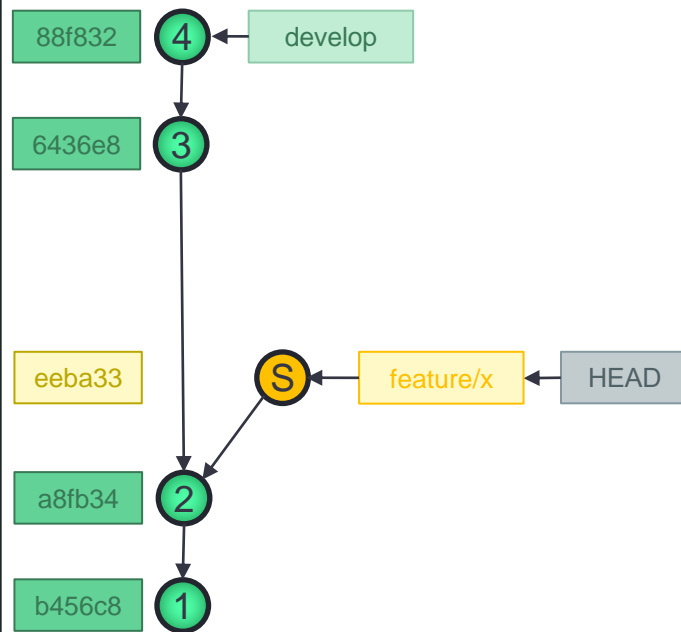 88f832
4
develop
6436e8
3
eeba33
S
feature/x
HEAD
a8fb34
2
b456c8
1